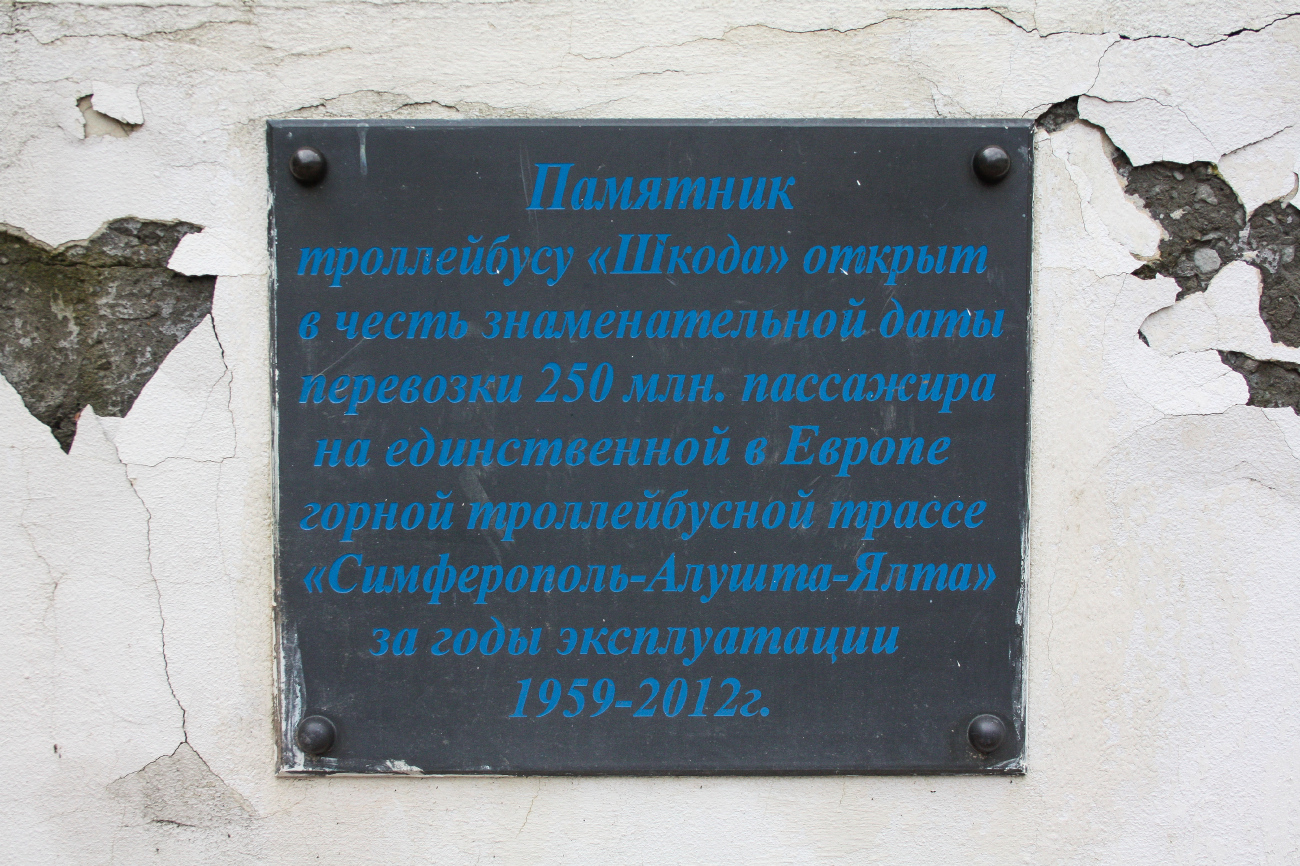 Памятник
троллейбусу «Шкода» открыт
в честь знаменательной даты
перевозки 250 млн. пассажира
на единственной в Европе
горной троллейбусной трассе
«Симферополь-Алушта-Ялта»
за годы эксплуатации
1959-2012г.